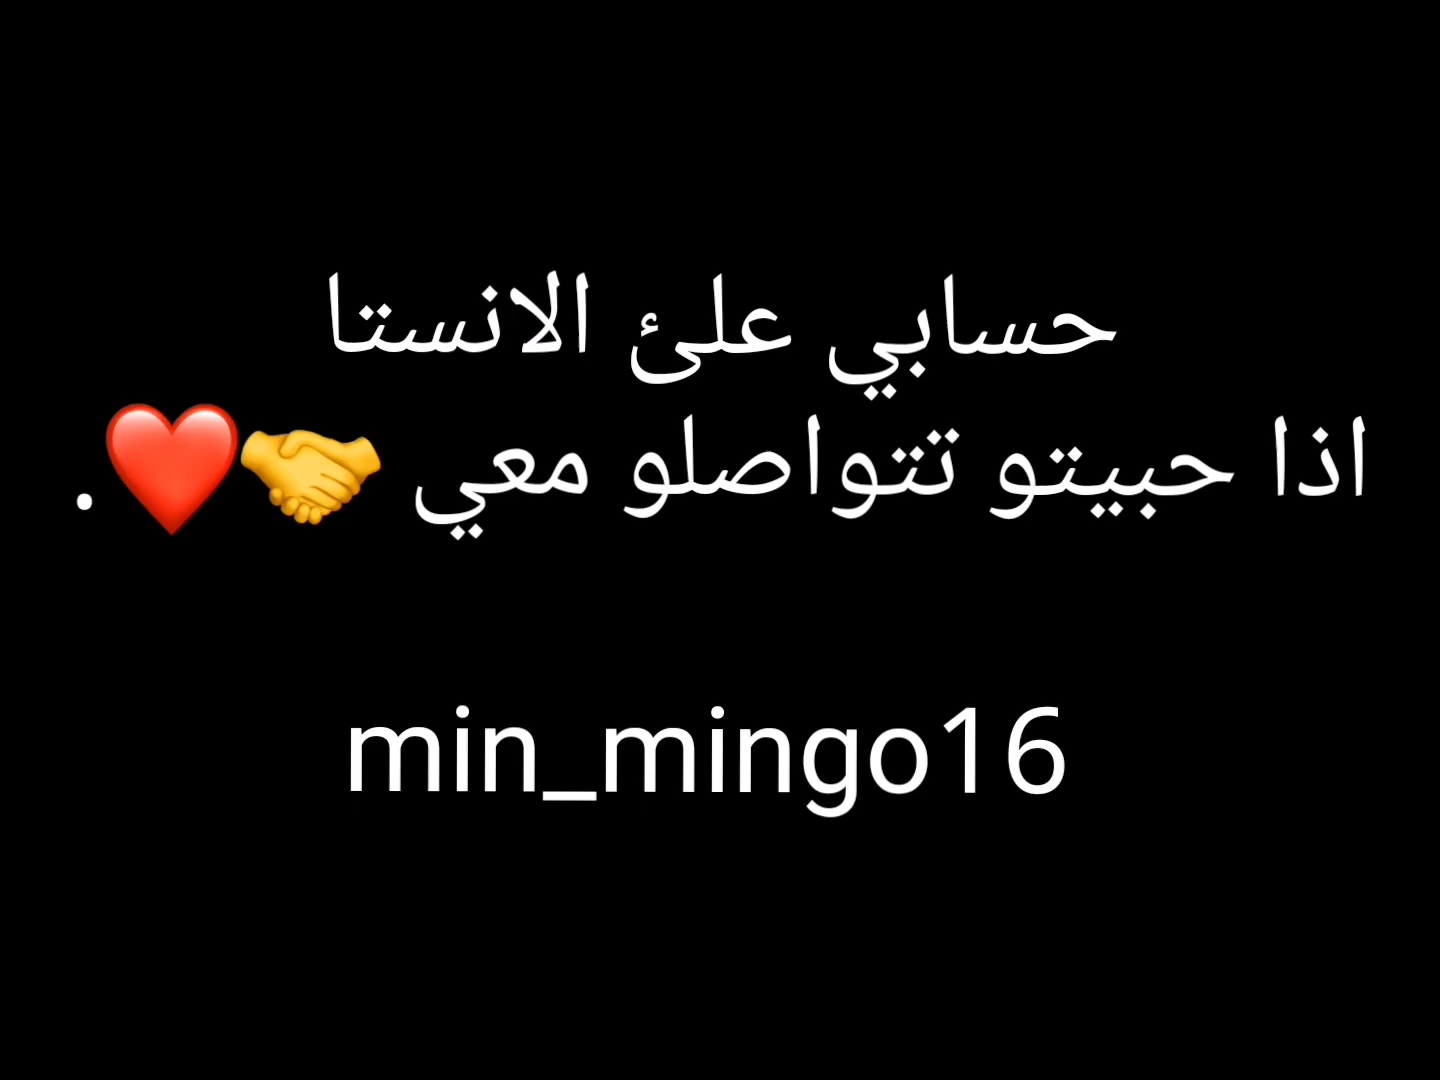 حسابي علئ الانستا
اذا حبيتو تتواصلو معي 🤝❤️.
min_mingo16